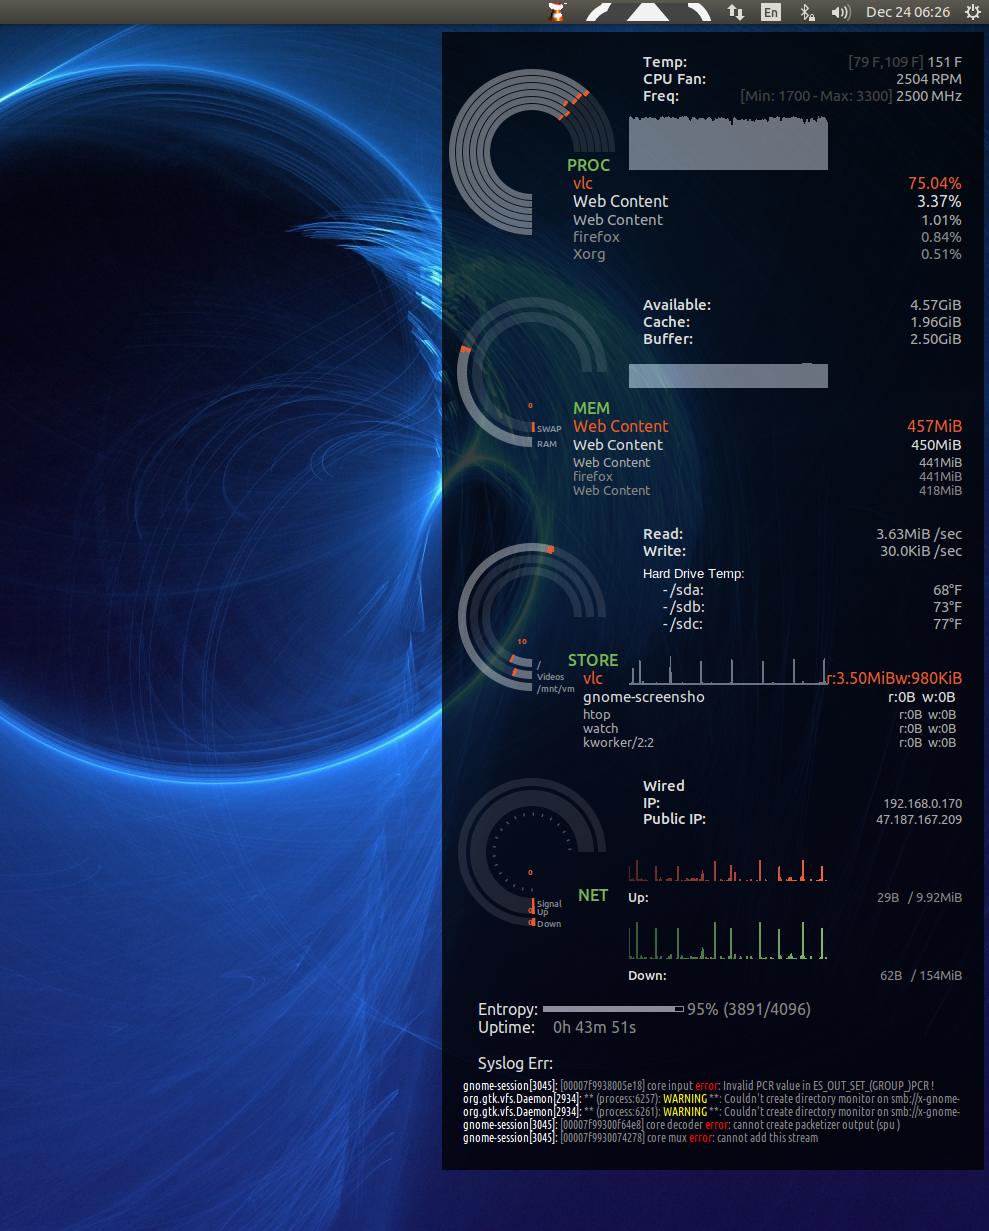 En Dec 24 06:26
Temp: [79 F,109 F] 151 F
CPU Fan: 2504 RPM
Freq: [Min: 1700 - Max: 3300] 2500 MHz
PROC
vlc 75.04%
Web Content 3.37%
Web Content 1.01%
firefox 0.84%
Xorg 0.51%
Available: 4.57GiB
Cache: 1.96GiB
Buffer: 2.50GiB
0
SWAP
RAM
MEM
Web Content 457MiB
Web Content 450MiB
Web Content 441MiB
firefox 441MiB
Web Content 418MiB
Read: 3.63MiB /sec
Write: 30.0KiB /sec
Hard Drive Temp:
- /sda: 68°F
- /sdb: 73°F
- /sdc: 77°F
10
/
Videos
/mnt/vm
STORE
vlc r:3.50MiBw:980KiB
gnome-screensho r:0B w:0B
htop r:0B w:0B
watch r:0B w:0B
kworker/2:2 r:0B w:0B
Wired
IP: 192.168.0.170
Public IP: 47.187.167.209
0
Signal
0 Up
0 Down
NET
Up: 29B / 9.92MiB
Down: 62B / 154MiB
Entropy: 95% (3891/4096)
Uptime: 0h 43m 51s
Syslog Err:
gnome-session[3045]: [00007f9938005e18] core input error: Invalid PCR value in ES_OUT_SET_(GROUP_)PCR !
org.gtk.vfs.Daemon[2934]: ** (process:6257): WARNING **: Couldn't create directory monitor on smb://x-gnome-
org.gtk.vfs.Daemon[2934]: ** (process:6261): WARNING **: Couldn't create directory monitor on smb://x-gnome-
gnome-session[3045]: [00007f99300f64e8] core decoder error: cannot create packetizer output (spu )
gnome-session[3045]: [00007f9930074278] core mux error: cannot add this stream